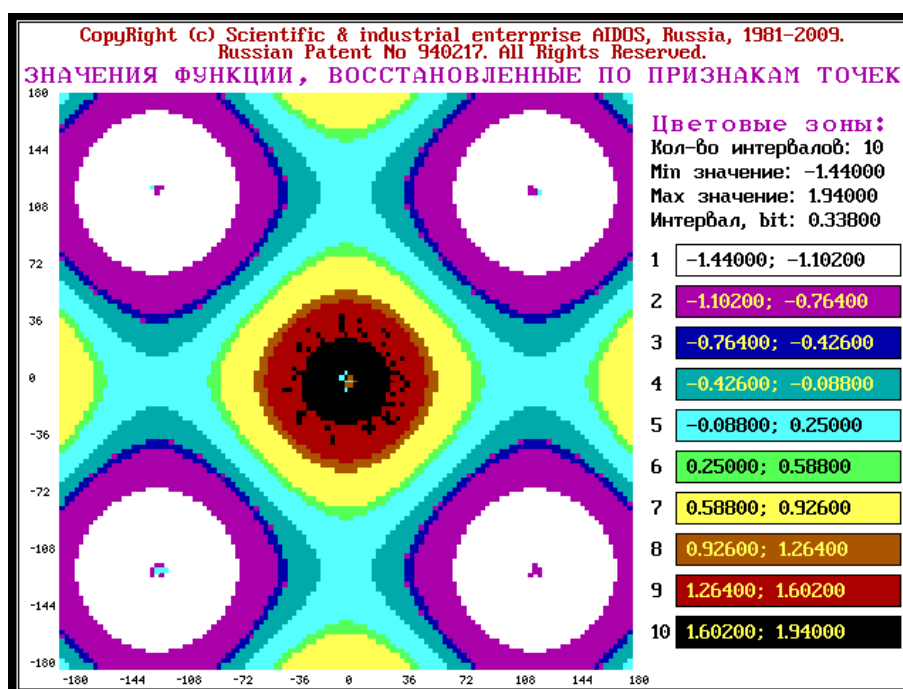 CopyRight (c) Scientific & industrial enterprise AIDOS, Russia, 1981-2009.
Russian Patent No 940217. All Rights Reserved.
ЗНАЧЕНИЯ ФУНКЦИИ, ВОССТАНОВЛЕННЫЕ ПО ПРИЗНАКАМ ТОЧЕК
180
144
108
72
36
0
-36
-72
-108
-144
-180
-180 -144 -108 -72 -36 0 36 72 108 144 180
Цветовые зоны:
Кол-во интервалов: 10
Min значение: -1.44000
Max значение: 1.94000
Интервал, bit: 0.33800
1 -1.44000; -1.10200
2 -1.10200; -0.76400
3 -0.76400; -0.42600
4 -0.42600; -0.08800
5 -0.08800; 0.25000
6 0.25000; 0.58800
7 0.58800; 0.92600
8 0.92600; 1.26400
9 1.26400; 1.60200
10 1.60200; 1.94000